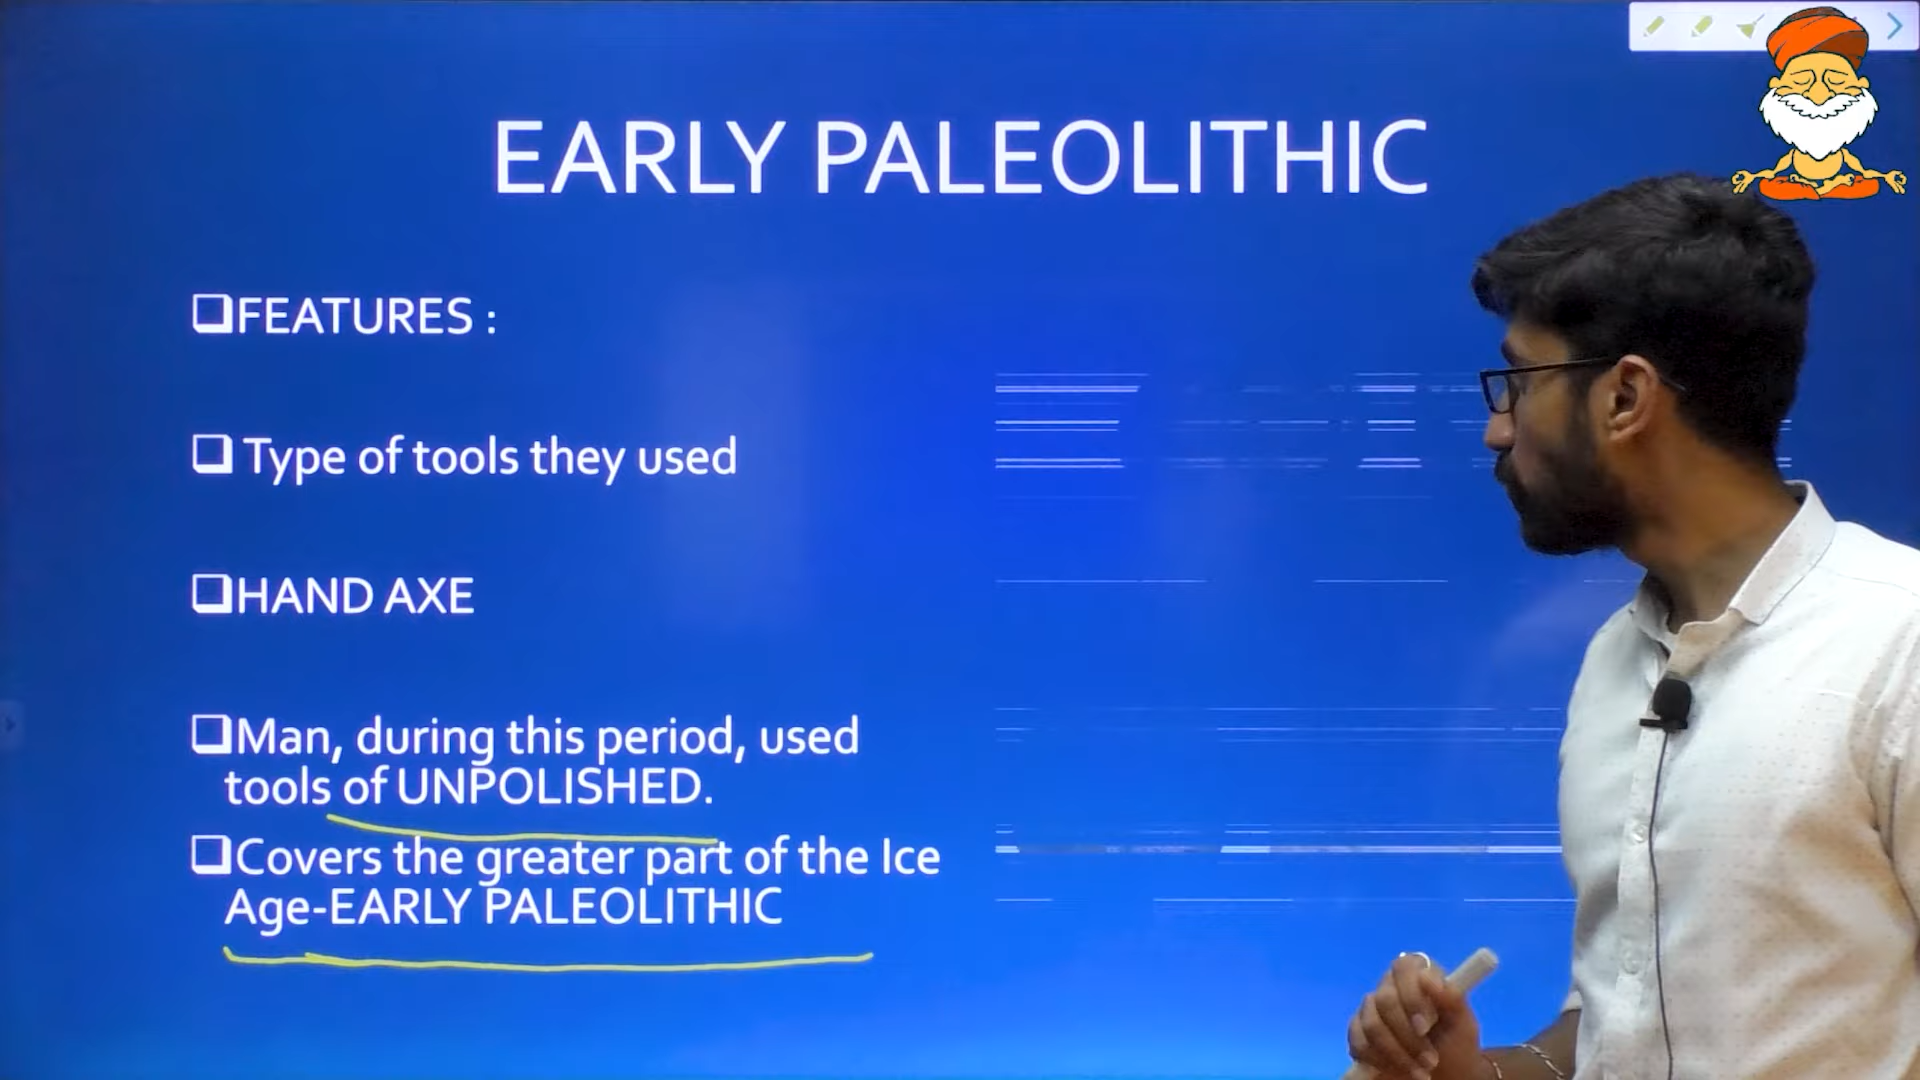 EARLY PALEOLITHIC
FEATURES :
Type of tools they used
HAND AXE
Man, during this period, used
tools of UNPOLISHED.
Covers the greater part of the Ice
Age-EARLY PALEOLITHIC